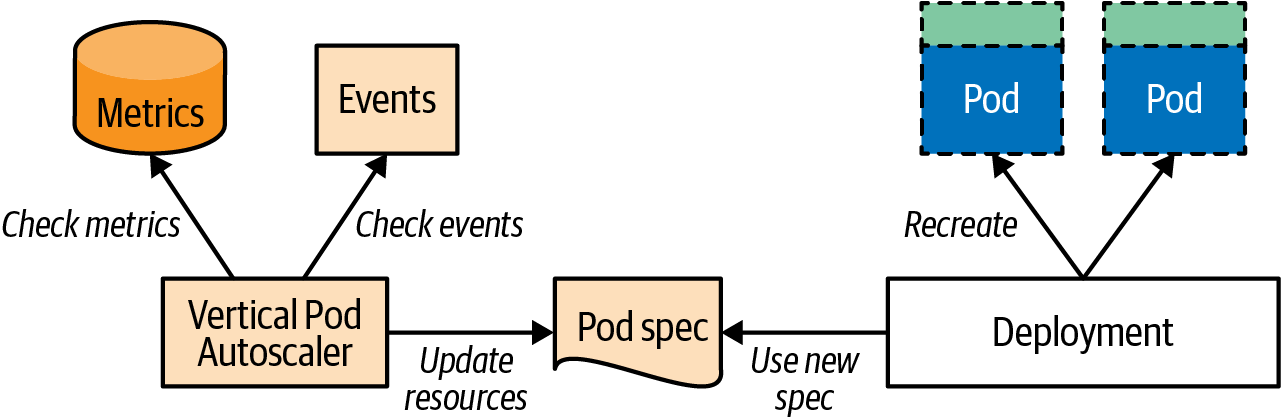 Metrics
Events
Pod
Pod
Check metrics
Check events
Recreate
Vertical Pod
Autoscaler
Update
resources
Pod spec
Use new
spec
Deployment